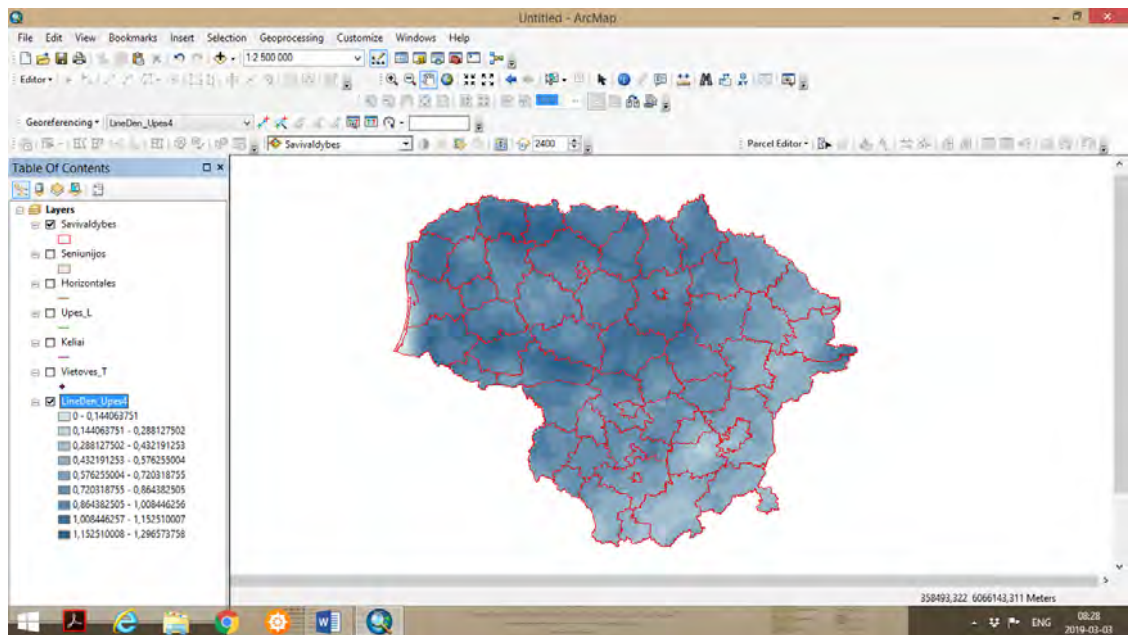 Untitled - ArcMap
File Edit View Bookmarks Insert Selection Geoprocessing Customize Windows Help
1:2 500 000
Editor
Georeferencing LineDen_Upes4
Savivaldybes 2400 Parcel Editor
Table Of Contents
Layers
Savivaldybes
Seniunijos
Horizontales
Upes_L
Keliai
Vietoves_T
LineDen_Upes4
0 - 0,144063751
0,144063751 - 0,288127502
0,288127502 - 0,432191253
0,432191253 - 0,576255004
0,576255004 - 0,720318755
0,720318755 - 0,864382505
0,864382505 - 1,008446256
1,008446257 - 1,152510007
1,152510008 - 1,296573758
358493,322 6066143,311 Meters
ENG
08:28
2019-03-03